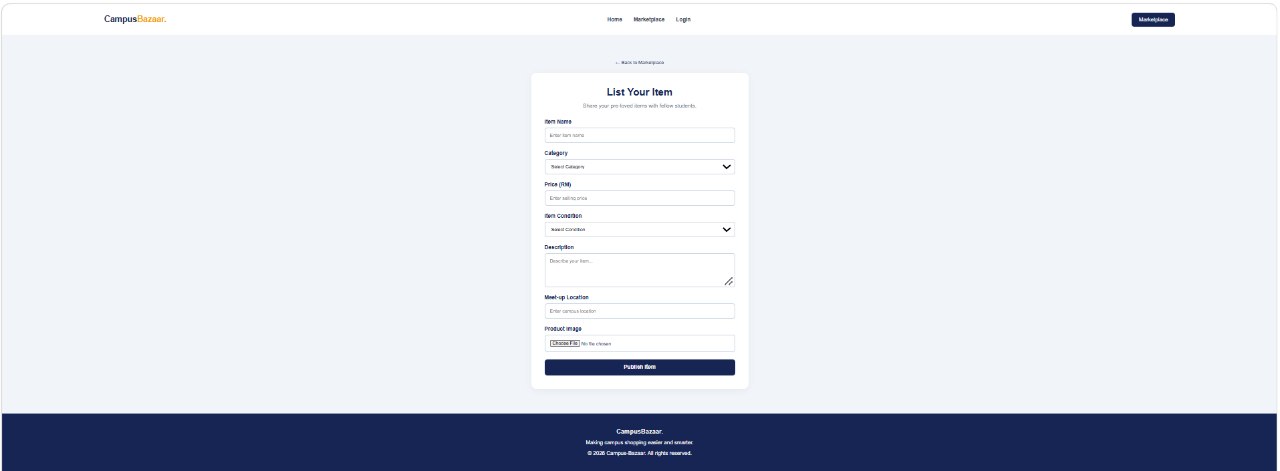 CampusBazaar.
Home Marketplace Login
Marketplace
← Back to Marketplace
List Your Item
Share your pre-loved items with fellow students.
Item Name
Enter item name
Category
Select Category
Price (RM)
Enter selling price
Item Condition
Select Condition
Description
Describe your item...
Meet-up Location
Enter campus location
Product Image
Choose File No file chosen
Publish Item
CampusBazaar.
Making campus shopping easier and smarter.
© 2026 Campus-Bazaar. All rights reserved.